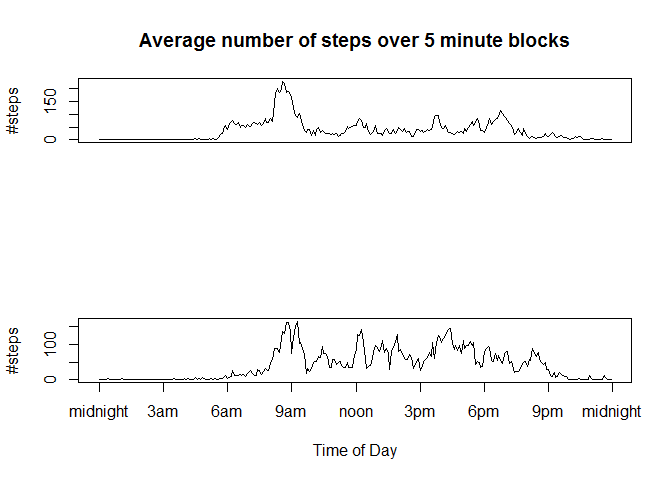 Average number of steps over 5 minute blocks
#steps
150
0
#steps
100
0
midnight 3am 6am 9am noon 3pm 6pm 9pm midnight
Time of Day